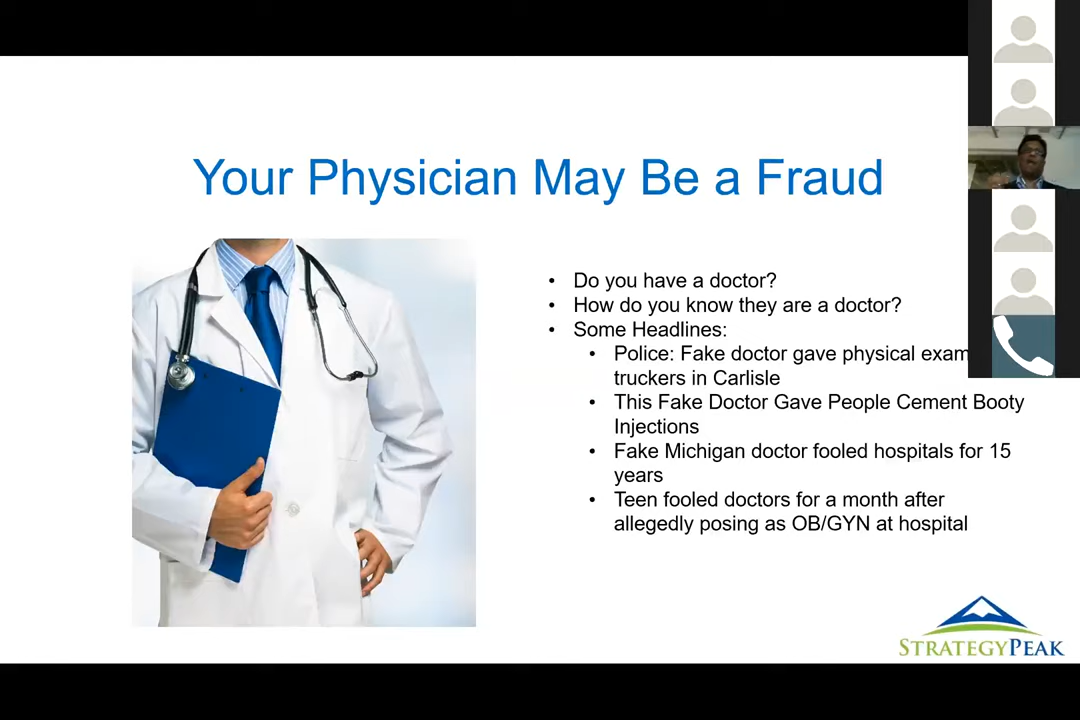 Your Physician May Be a Fraud
• Do you have a doctor?
• How do you know they are a doctor?
• Some Headlines:
• Police: Fake doctor gave physical exam
truckers in Carlisle
• This Fake Doctor Gave People Cement Booty
Injections
• Fake Michigan doctor fooled hospitals for 15
years
• Teen fooled doctors for a month after
allegedly posing as OB/GYN at hospital
STRATEGYPEAK